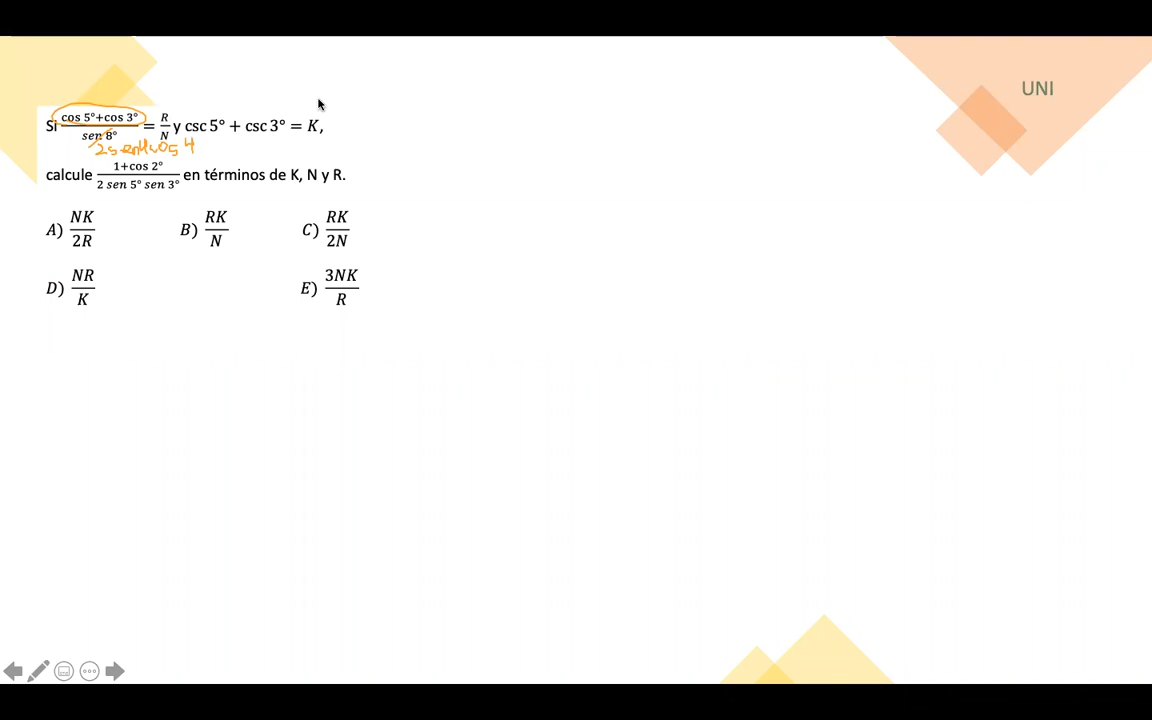 UNI
Si (cos 5°+cos 3°)/(sen 8°) = R/N y csc 5° + csc 3° = K,
2sen4cos4
calcule (1+cos 2°)/(2 sen 5° sen 3°) en términos de K, N y R.
A) NK/2R B) RK/N C) RK/2N
D) NR/K E) 3NK/R